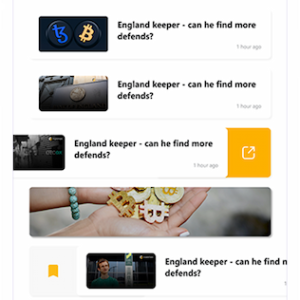 England keeper - can he find more
defends?
1 hour ago
England keeper - can he find more
defends?
1 hour ago
England keeper - can he find more
defends?
1 hour ago
England keeper - can he find m
defends?